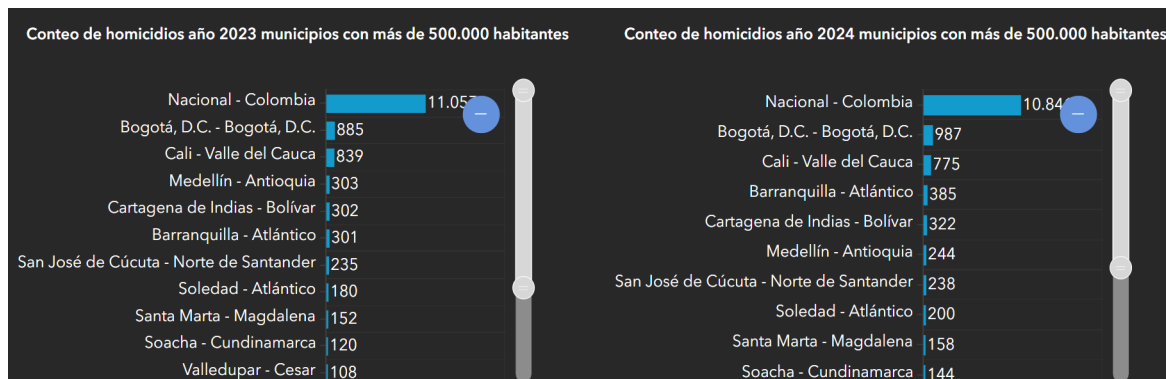 Conteo de homicidios año 2023 municipios con más de 500.000 habitantes
Nacional - Colombia
Bogotá, D.C. - Bogotá, D.C. 885
Cali - Valle del Cauca 839
Medellín - Antioquia 303
Cartagena de Indias - Bolívar 302
Barranquilla - Atlántico 301
San José de Cúcuta - Norte de Santander 235
Soledad - Atlántico 180
Santa Marta - Magdalena 152
Soacha - Cundinamarca 120
Valledupar - Cesar 108
Conteo de homicidios año 2024 municipios con más de 500.000 habitantes
Nacional - Colombia
Bogotá, D.C. - Bogotá, D.C. 987
Cali - Valle del Cauca 775
Barranquilla - Atlántico 385
Cartagena de Indias - Bolívar 322
Medellín - Antioquia 244
San José de Cúcuta - Norte de Santander 238
Soledad - Atlántico 200
Santa Marta - Magdalena 158
Soacha - Cundinamarca 144